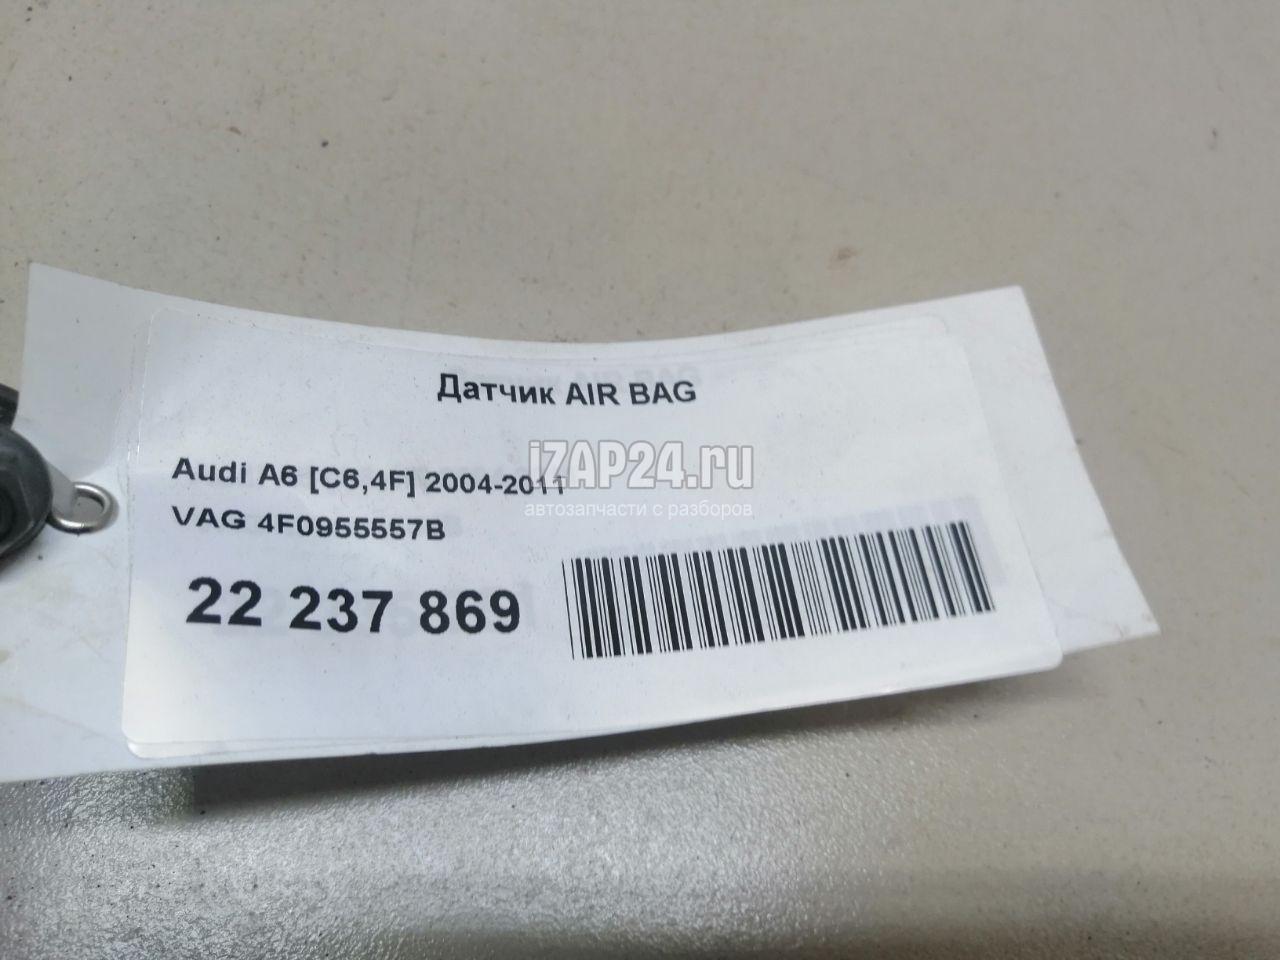 Датчик AIR BAG
iZAP24.ru
Audi A6 [C6,4F] 2004-2011
автозапчасти с разборов
VAG 4F0955557B
22 237 869